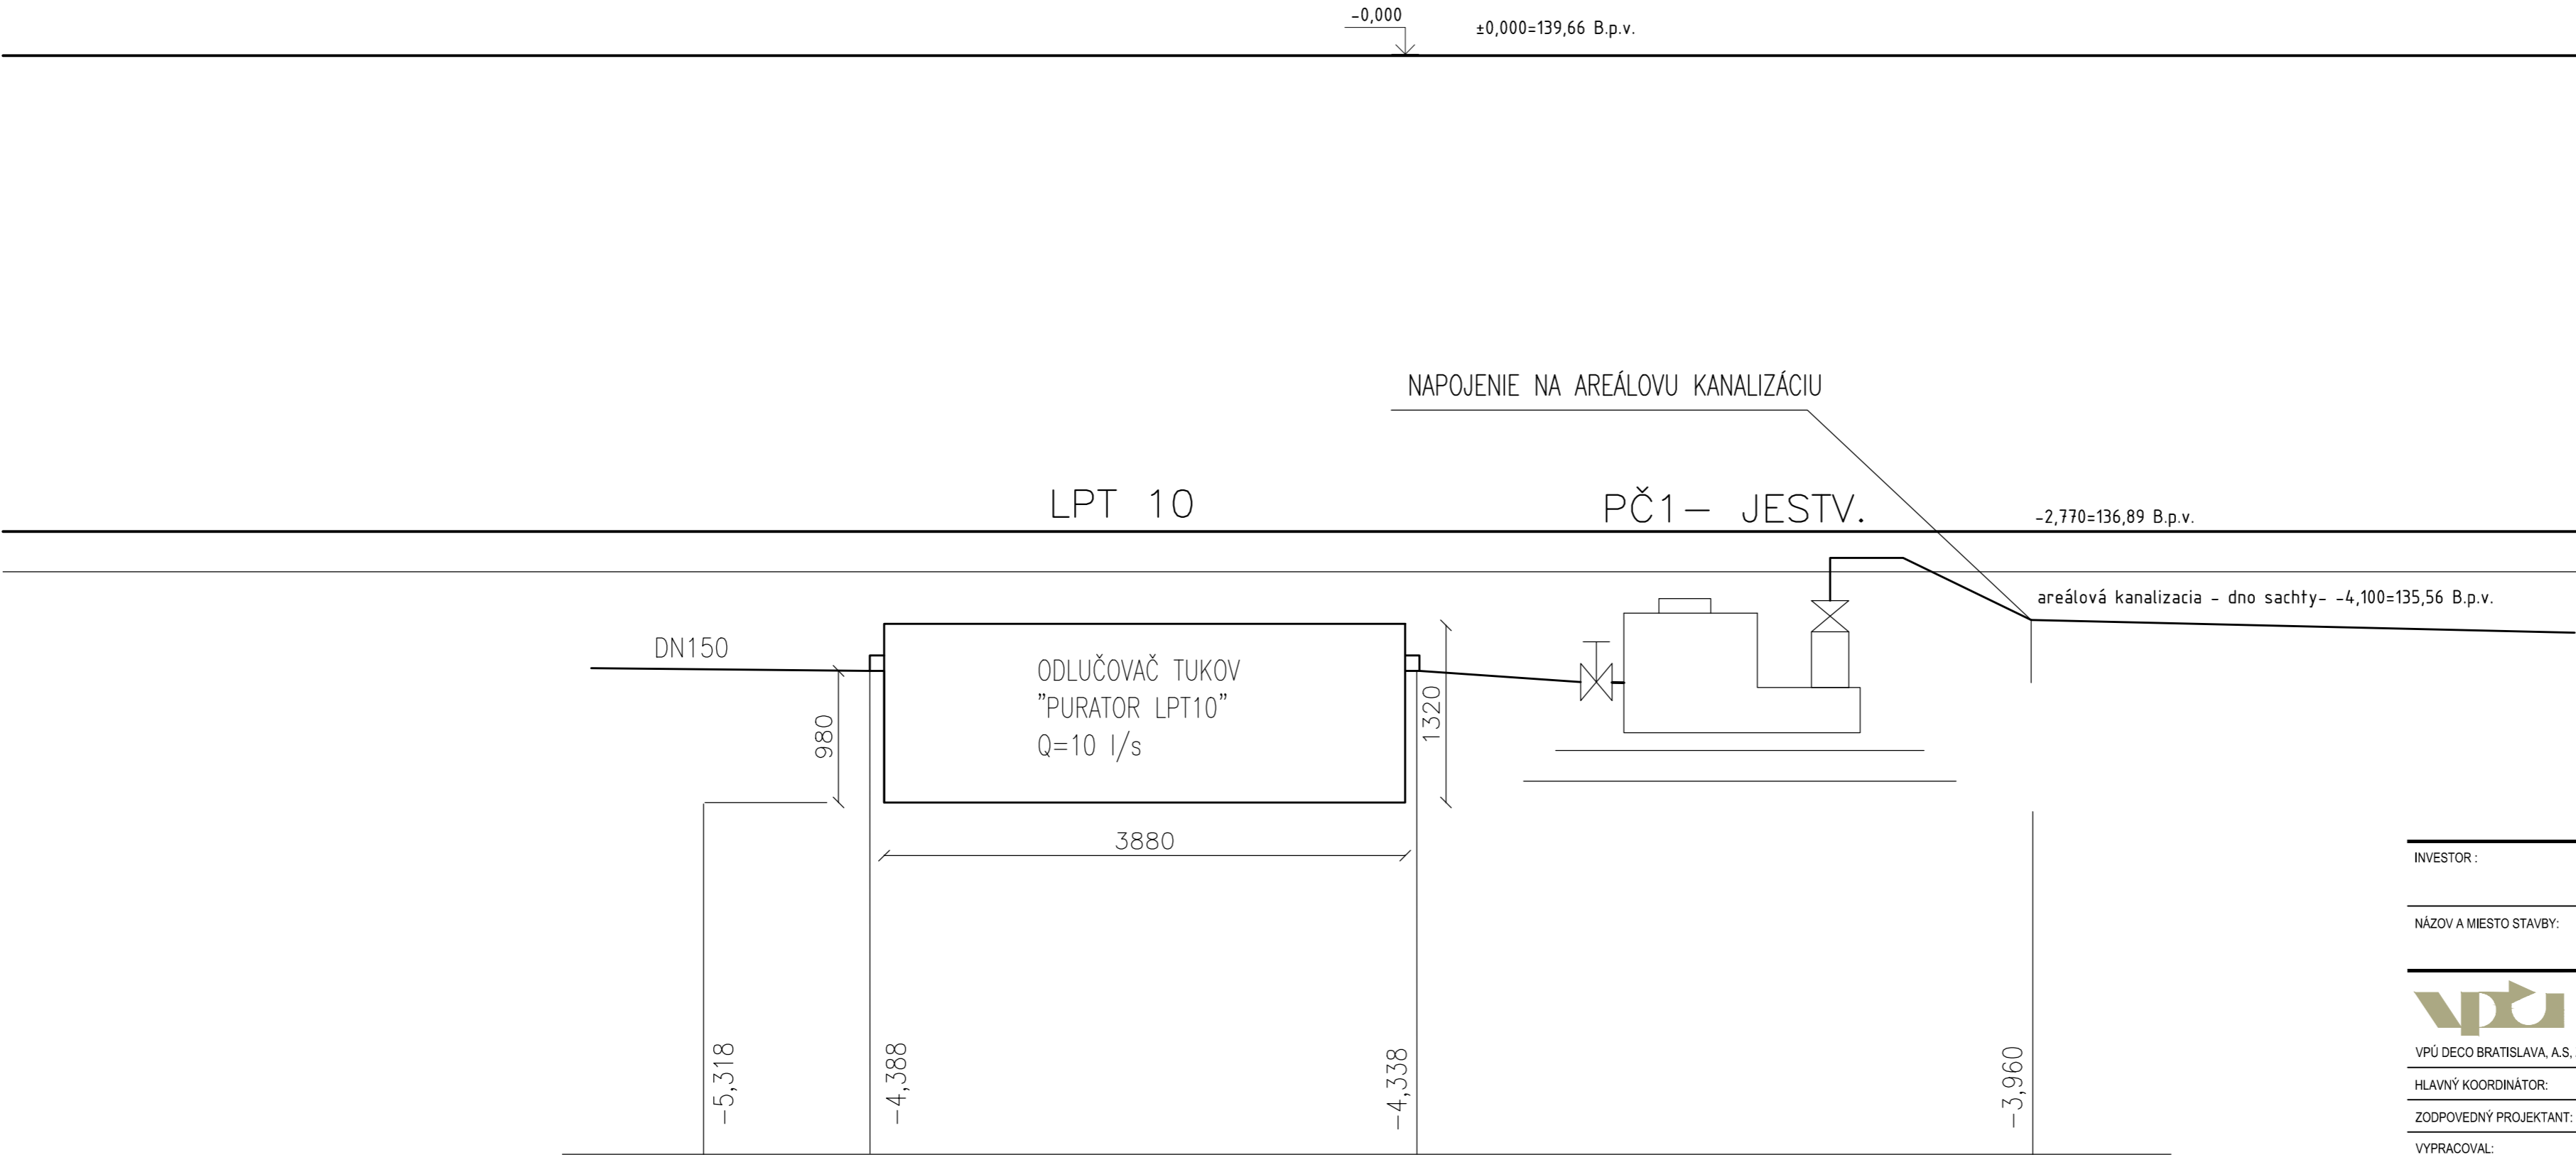 -0,000
±0,000=139,66 B.p.v.
NAPOJENIE NA AREÁLOVU KANALIZÁCIU
LPT 10
PČ1- JESTV.
-2,770=136,89 B.p.v.
areálová kanalizacia - dno sachty- -4,100=135,56 B.p.v.
DN150
ODLUČOVAČ TUKOV
"PURATOR LPT10"
Q=10 l/s
980
1320
3880
-5,318
-4,388
-4,338
-3,960
INVESTOR :
NÁZOV A MIESTO STAVBY:
vpú
VPÚ DECO BRATISLAVA, A.S,
HLAVNÝ KOORDINÁTOR:
ZODPOVEDNÝ PROJEKTANT:
VYPRACOVAL: